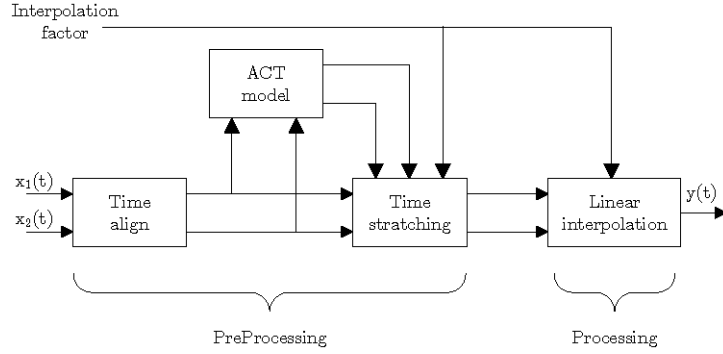 Interpolation
factor
ACT
model
x₁(t)
x₂(t)
Time
align
Time
stratching
Linear
interpolation
y(t)
PreProcessing
Processing